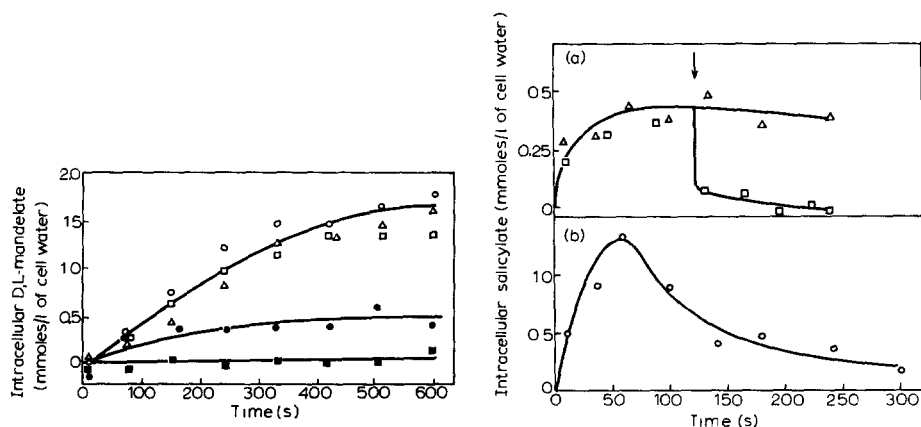 Intracellular D,L-mandelate
(mmoles/l of cell water)
2.0
1.5
1.0
0.5
0
0 100 200 300 400 500 600
Time (s)
Intracellular salicylate (mmoles/l of cell water)
(a)
0.5
0.25
0
(b)
1.0
0.5
0
0 50 100 150 200 250 300
Time (s)